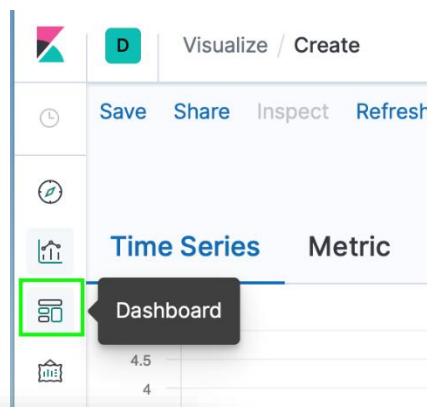 D Visualize / Create
Save Share Inspect Refresh
Time Series Metric
Dashboard
4.5
4